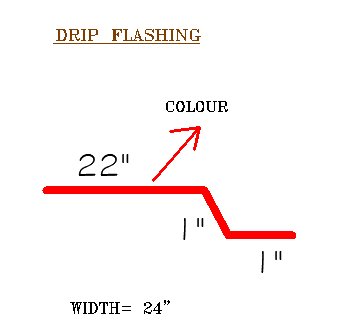 DRIP FLASHING
COLOUR
22"
1"
1"
WIDTH= 24”